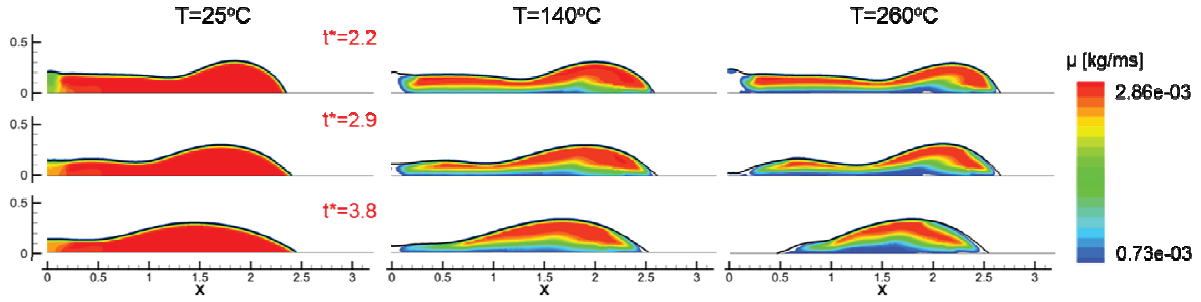 T=25ºC T=140ºC T=260ºC
t*=2.2
0.5
0
μ [kg/ms]
2.86e-03
t*=2.9
0.5
0
t*=3.8
0.5
0
0.73e-03
0 0.5 1 1.5 2 2.5 3 0 0.5 1 1.5 2 2.5 3 0 0.5 1 1.5 2 2.5 3
x x x